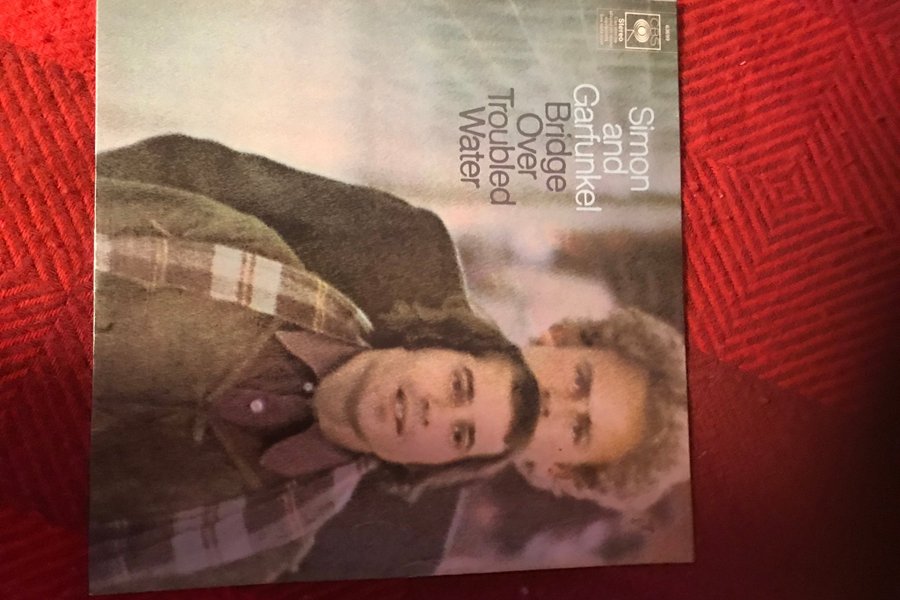 CBS
Stereo
Simon
and
Garfunkel
Bridge
Over
Troubled
Water